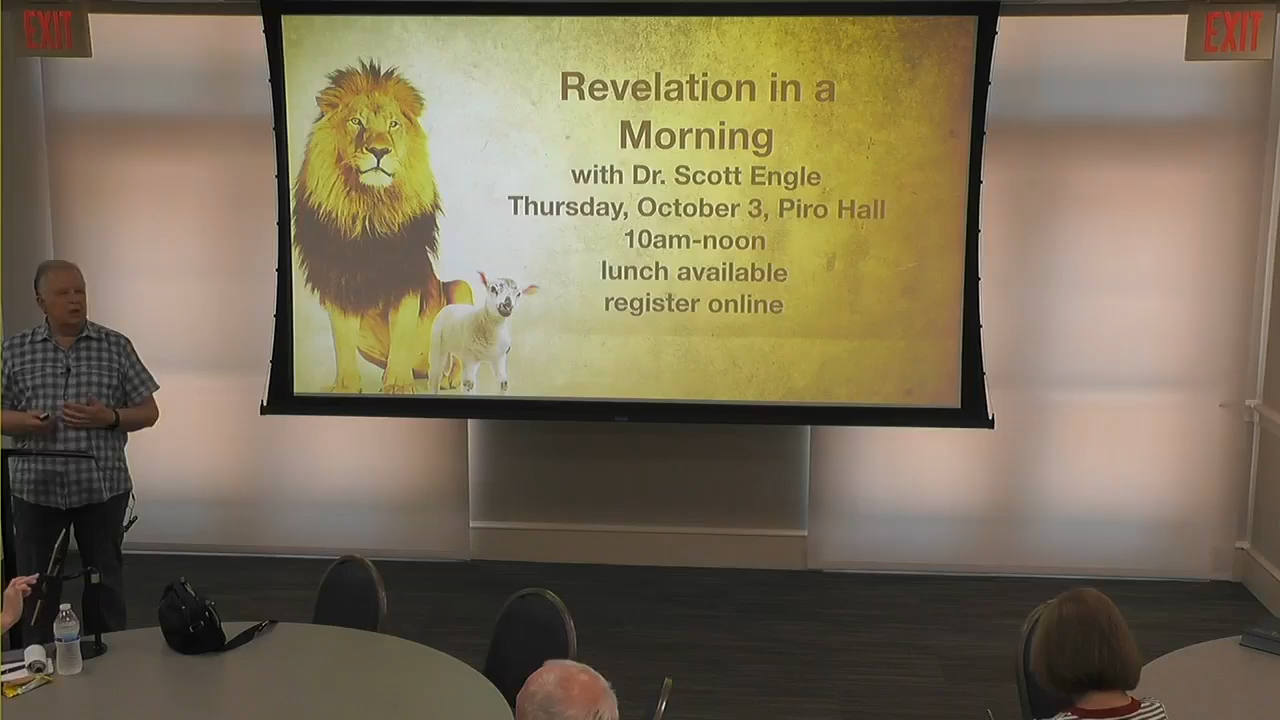 EXIT
EXIT
Revelation in a
Morning
with Dr. Scott Engle
Thursday, October 3, Piro Hall
10am-noon
lunch available
register online